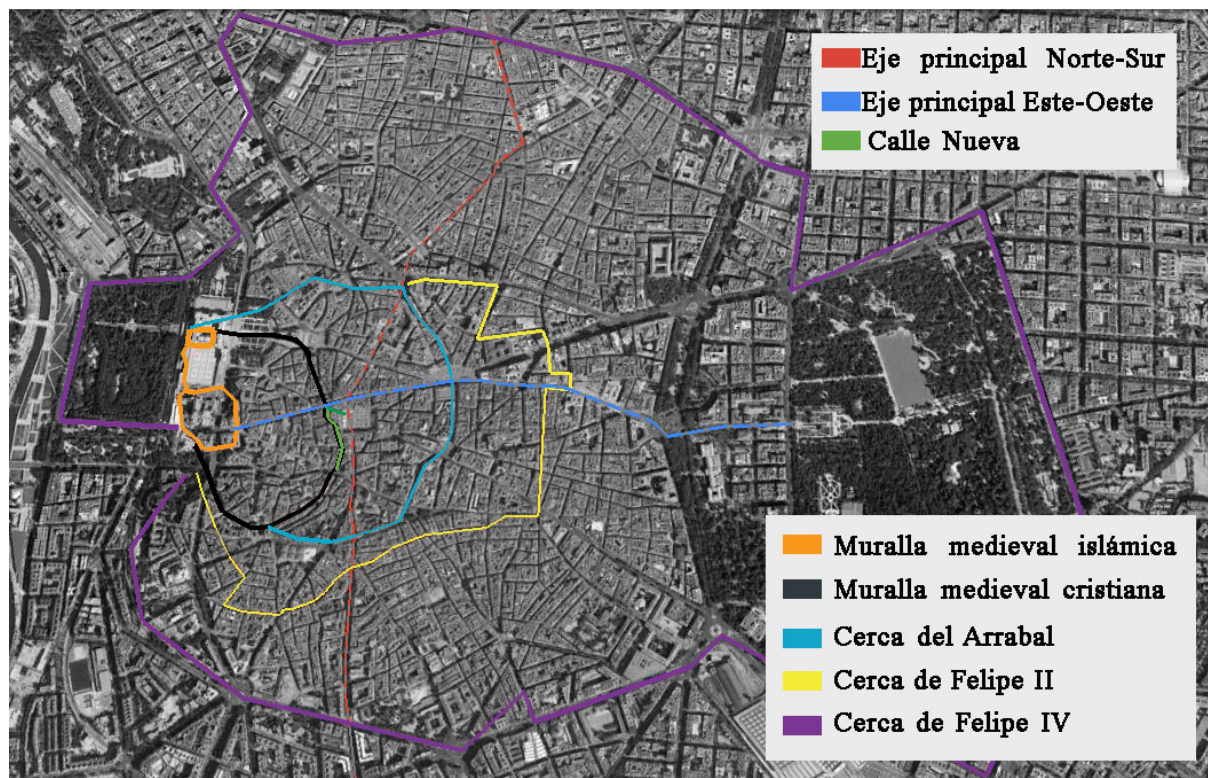 Eje principal Norte-Sur
Eje principal Este-Oeste
Calle Nueva
Muralla medieval islámica
Muralla medieval cristiana
Cerca del Arrabal
Cerca de Felipe II
Cerca de Felipe IV